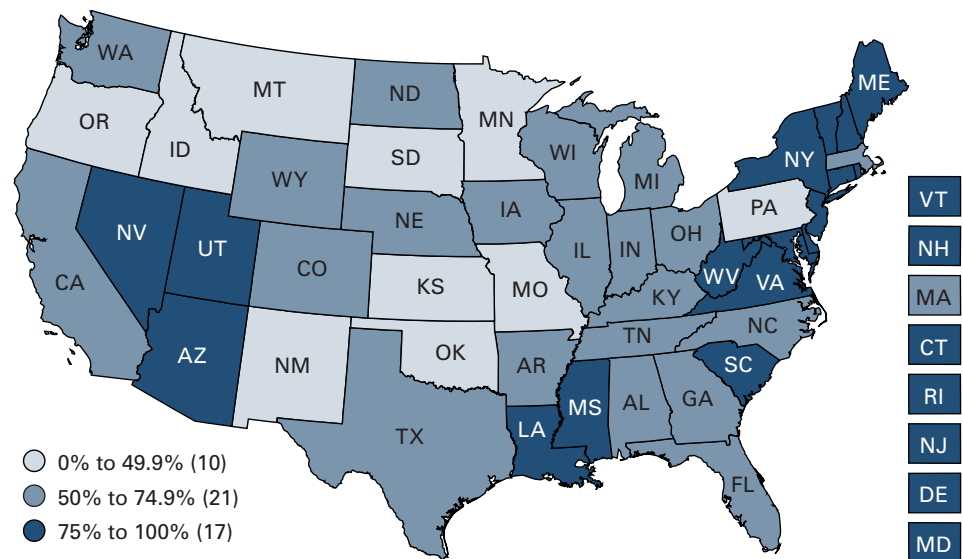 WA
MT
ND
MN
ME
OR
ID
SD
WI
MI
NY
WY
NE
IA
PA
NV
UT
CO
IL
IN
OH
WV
VA
CA
KS
MO
KY
NC
TN
AZ
NM
OK
AR
SC
MS
AL
GA
TX
LA
FL
VT
NH
MA
CT
RI
NJ
DE
MD
0% to 49.9% (10)
50% to 74.9% (21)
75% to 100% (17)